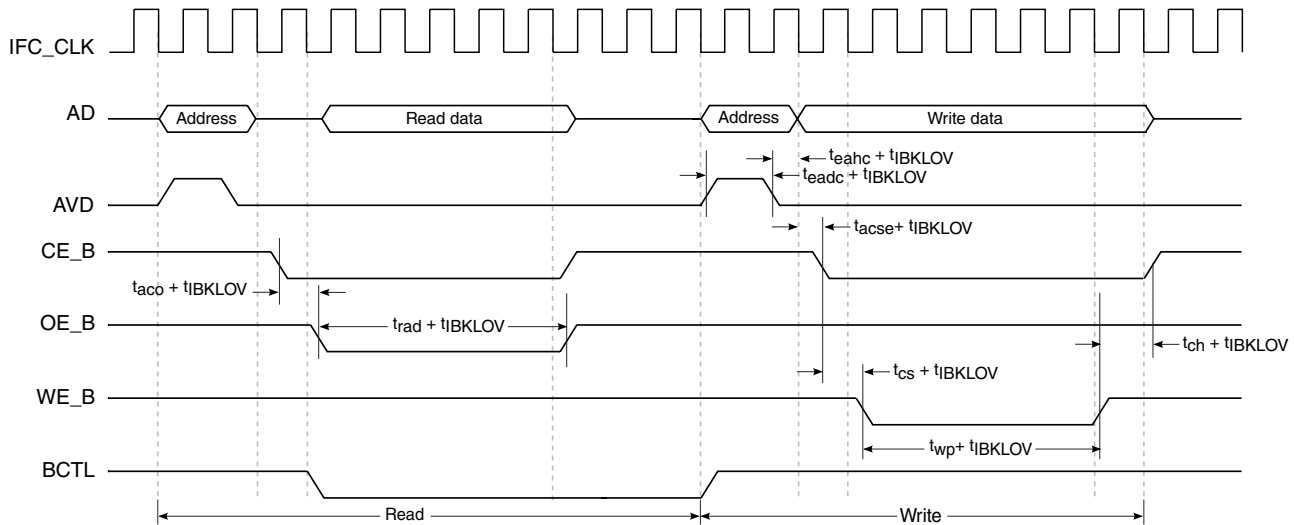 IFC_CLK
AD
Address
Read data
Address
Write data
teahc + tIBKLOV
teadc + tIBKLOV
AVD
tacse+ tIBKLOV
CE_B
taco + tIBKLOV
trad + tIBKLOV
OE_B
tch + tIBKLOV
tcs + tIBKLOV
WE_B
twp+ tIBKLOV
BCTL
Read
Write